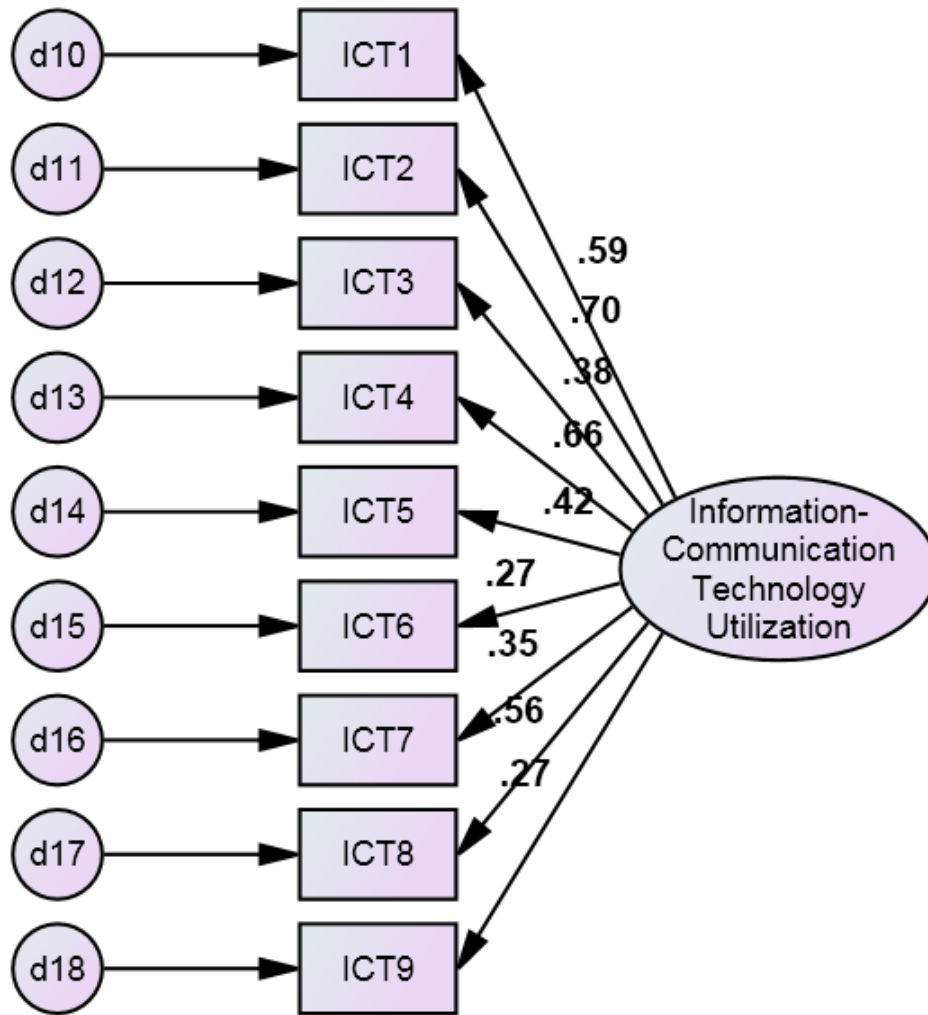 d10
ICT1
d11
ICT2
d12
ICT3
.59
.70
.38
d13
ICT4
.66
.42
d14
ICT5
Information-
Communication
Technology
Utilization
.27
d15
ICT6
.35
d16
ICT7
.56
.27
d17
ICT8
d18
ICT9